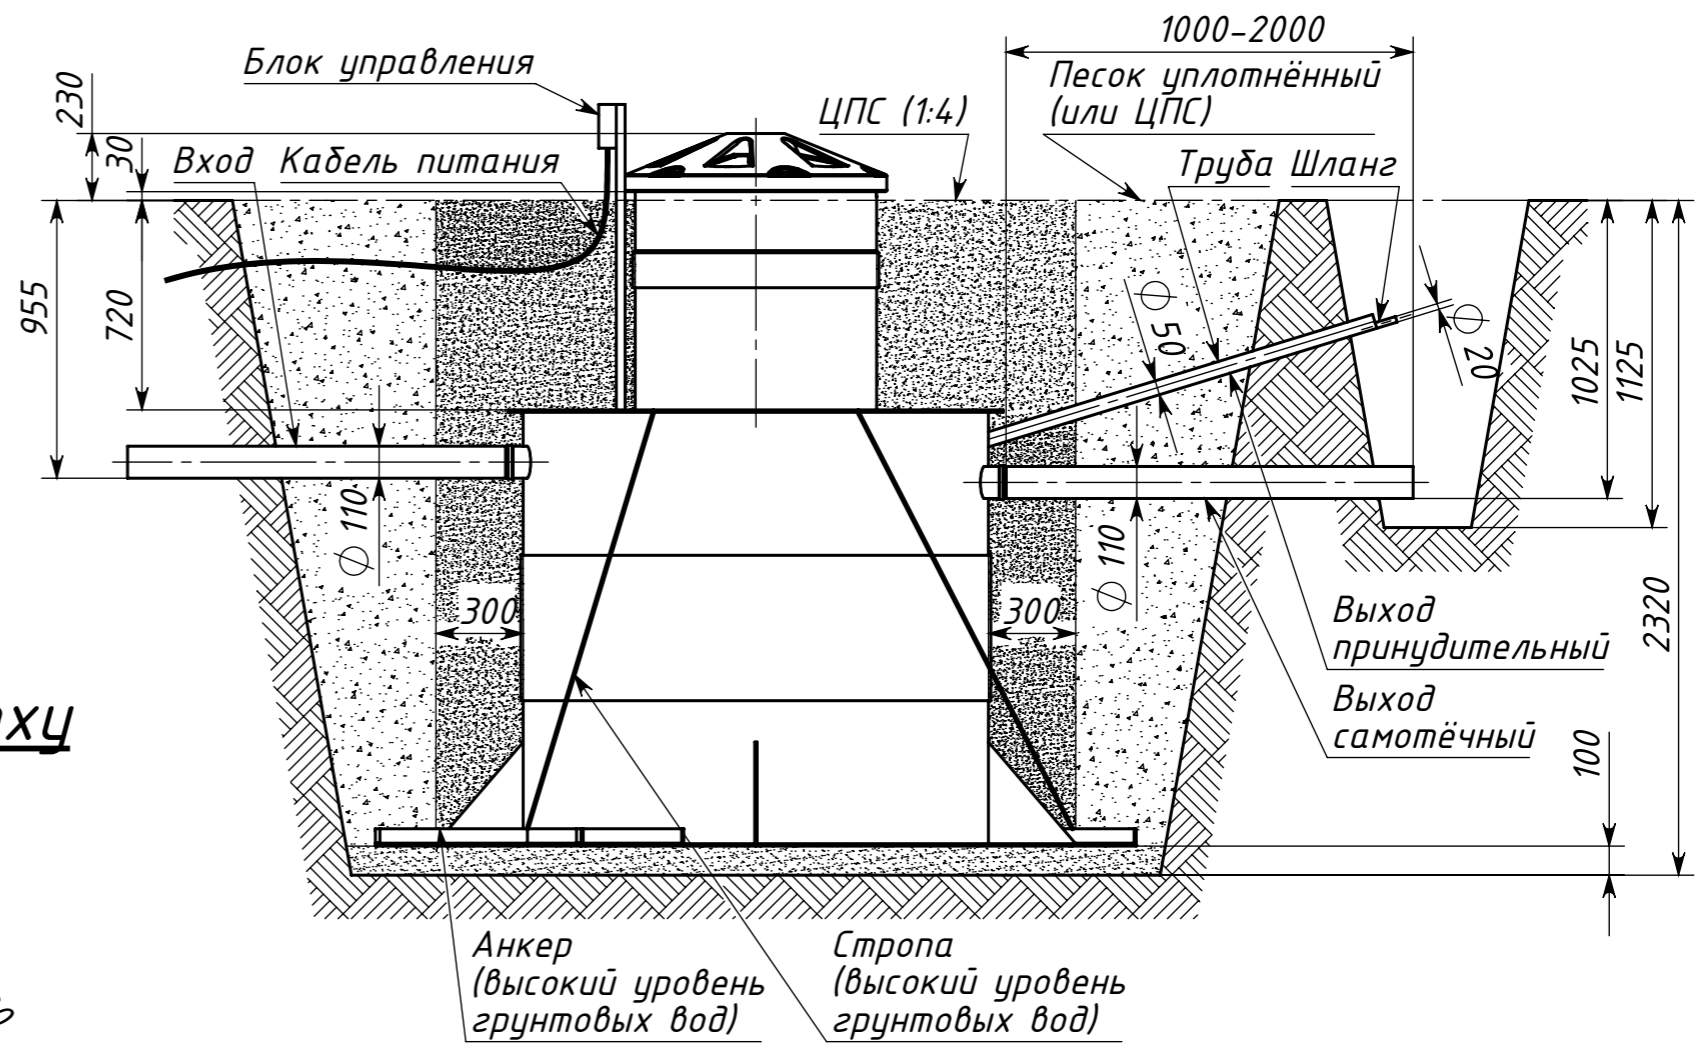 1000-2000
Блок управления
Песок уплотнённый
(или ЦПС)
230
ЦПС (1:4)
30
Вход
Кабель питания
Труба
Шланг
955
720
⌀ 50
⌀ 20
1025
1125
⌀ 110
⌀ 110
300
300
Выход
принудительный
2320
Выход
самотёчный
100
Анкер
(высокий уровень
грунтовых вод)
Стропа
(высокий уровень
грунтовых вод)